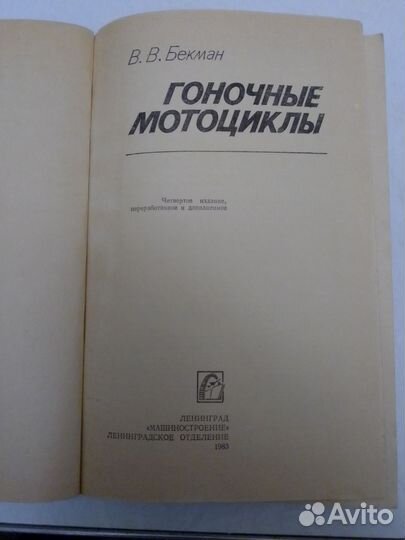 В. В. Бекман
ГОНОЧНЫЕ
МОТОЦИКЛЫ
Четвертое издание,
переработанное и дополненное
ЛЕНИНГРАД
«МАШИНОСТРОЕНИЕ»
ЛЕНИНГРАДСКОЕ ОТДЕЛЕНИЕ
1983
Avito